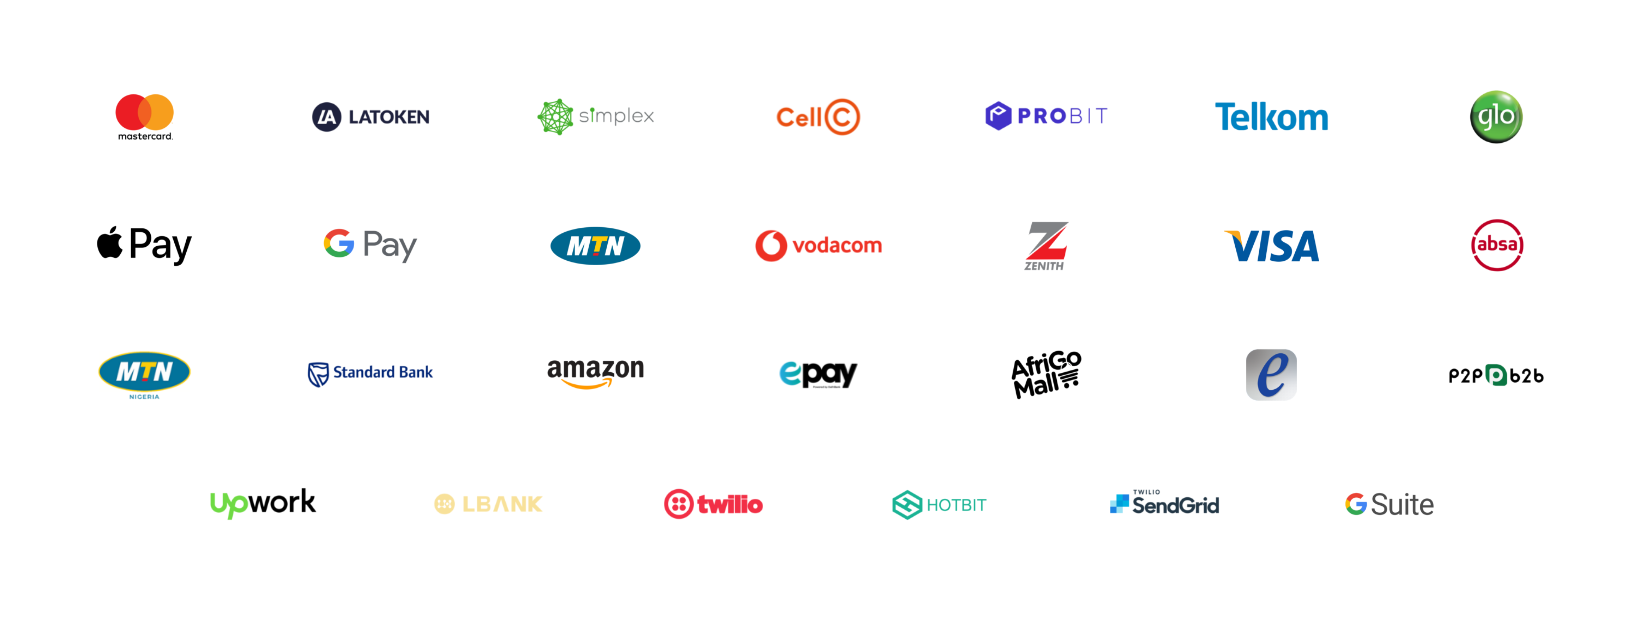 mastercard.
LA LATOKEN
simplex
Cell C
PROBIT
Telkom
glo
Pay
G Pay
MTN
vodacom
Z ZENITH
VISA
absa
MTN
NIGERIA
Standard Bank
amazon
epay
AfriGo
Mall
e
P2P p b2b
Upwork
LBANK
twilio
HOTBIT
TWILIO
SendGrid
G Suite